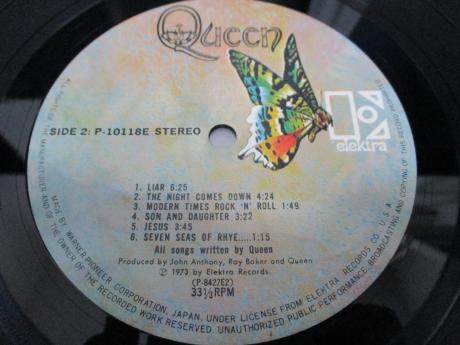 Queen
elektra
SIDE 2: P-10118E STEREO
1. LIAR 6:25
2. THE NIGHT COMES DOWN 4:24
3. MODERN TIMES ROCK 'N' ROLL 1:49
4. SON AND DAUGHTER 3:22
5. JESUS 3:45
6. SEVEN SEAS OF RHYE.....1:15
All songs written by Queen
Produced by John Anthony, Roy Baker and Queen
℗ 1973 by Elektra Records
(P-8427E2)
33⅓RPM
MADE BY WARNER PIONEER CORPORATION, JAPAN, UNDER LICENSE FROM ELEKTRA RECORDS CO., U.S.A.
ALL RIGHTS OF THE MANUFACTURER AND OF THE OWNER OF THE RECORDED WORK RESERVED. UNAUTHORIZED PUBLIC PERFORMANCE, BROADCASTING AND COPYING OF THIS RECORD PROHIBITED